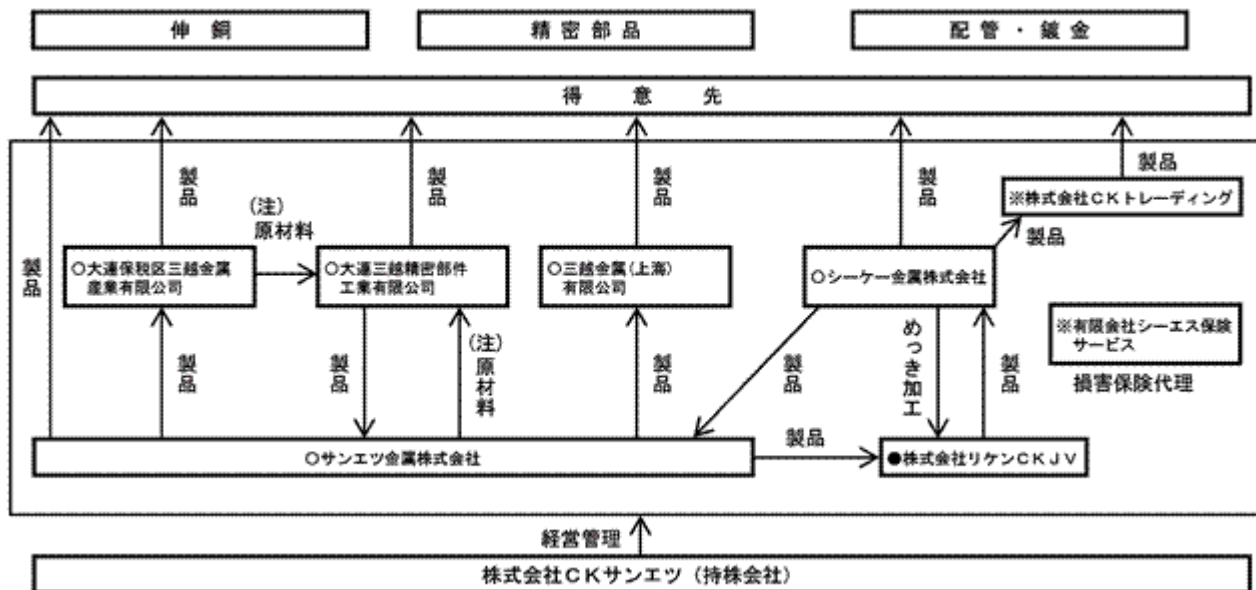 伸銅
精密部品
配管・鍍金
得意先
製品
製品
製品
製品
製品
製品
※株式会社CKトレーディング
製品
(注)
原材料
○大連保税区三越金属
産業有限公司
○大連三越精密部件
工業有限公司
○三越金属(上海)
有限公司
○シーケー金属株式会社
※有限会社シーエス保険
サービス
損害保険代理
製品
製品
(注)
原材料
製品
製品
めっき加工
製品
○サンエツ金属株式会社
製品
●株式会社リケンCKJV
経営管理
株式会社CKサンエツ(持株会社)